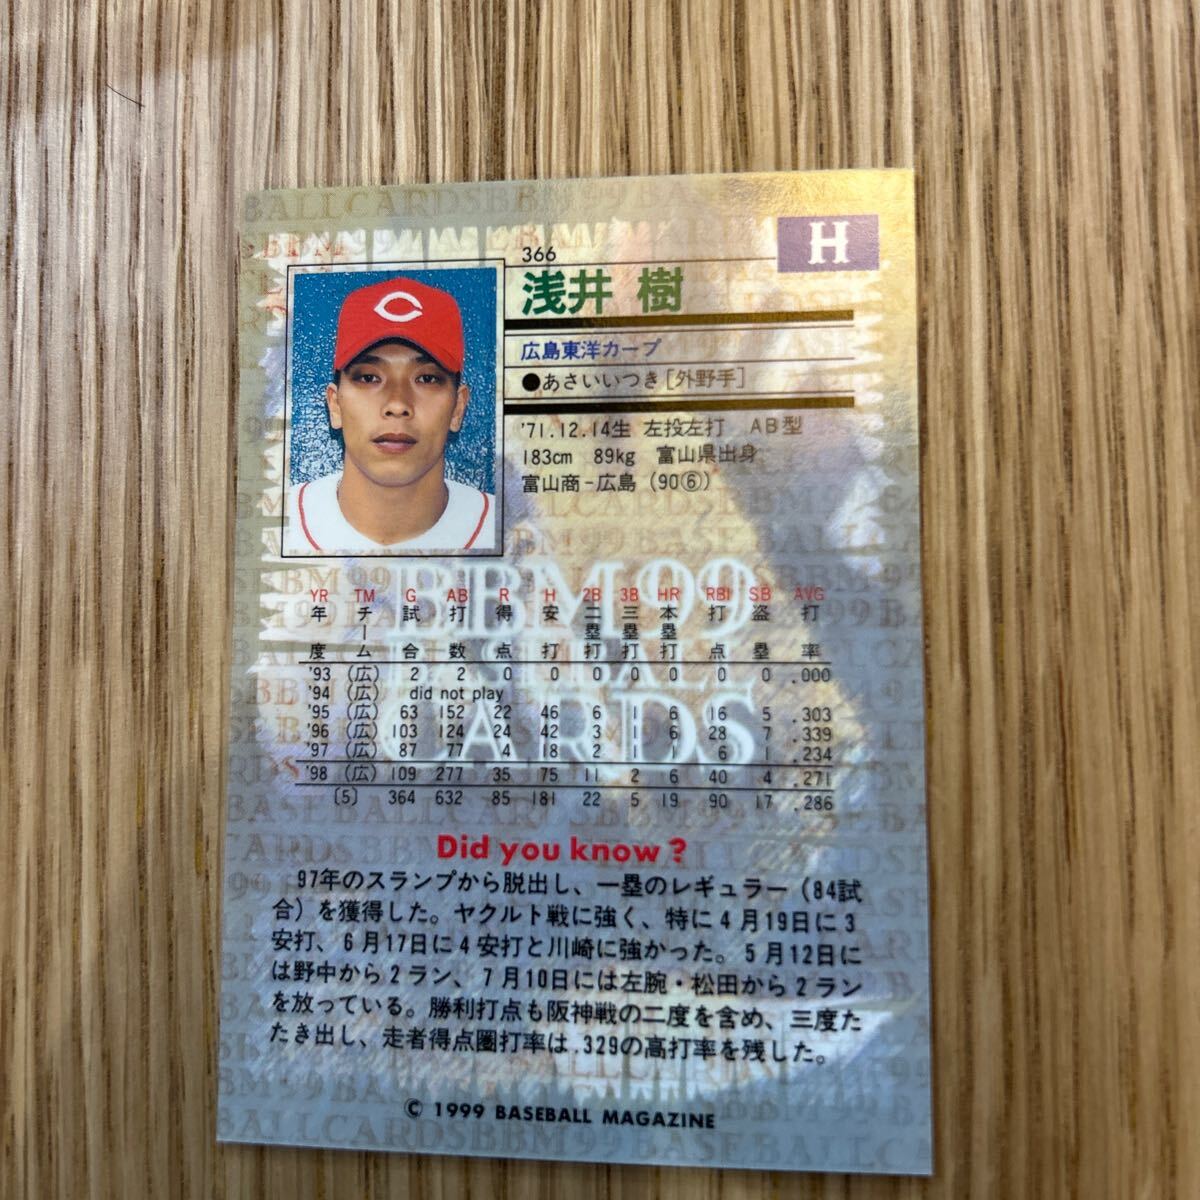 H
366
浅井 樹
広島東洋カープ
●あさいいつき[外野手]
'71.12.14生 左投左打 AB型
183cm 89kg 富山県出身
富山商-広島(90⑥)
BBM99
CARDS
YR TM G AB R H 2B 3B HR RBI SB AVG
年度 チーム 試合 打数 得点 安打 二塁打 三塁打 本塁打 打点 盗塁 打率
'93 (広) 2 2 0 0 0 0 0 0 0 .000
'94 (広) did not play
'95 (広) 63 152 22 46 6 1 6 16 5 .303
'96 (広) 103 124 24 42 3 1 6 28 7 .339
'97 (広) 87 77 4 18 2 1 1 6 1 .234
'98 (広) 109 277 35 75 11 2 6 40 4 .271
〔5〕 364 632 85 181 22 5 19 90 17 .286
Did you know?
97年のスランプから脱出し、一塁のレギュラー(84試
合)を獲得した。ヤクルト戦に強く、特に4月19日に3
安打、6月17日に4安打と川崎に強かった。5月12日に
は野中から2ラン、7月10日には左腕・松田から2ラン
を放っている。勝利打点も阪神戦の二度を含め、三度た
たき出し、走者得点圏打率は.329の高打率を残した。
© 1999 BASEBALL MAGAZINE